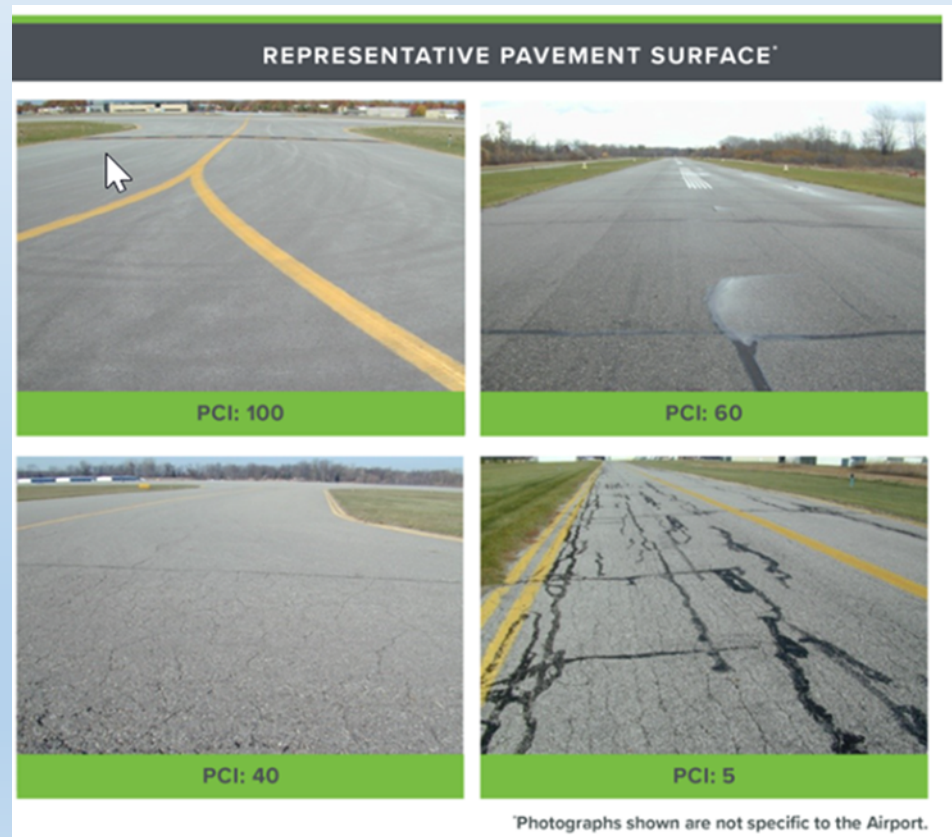 REPRESENTATIVE PAVEMENT SURFACE*
PCI: 100
PCI: 60
PCI: 40
PCI: 5
*Photographs shown are not specific to the Airport.